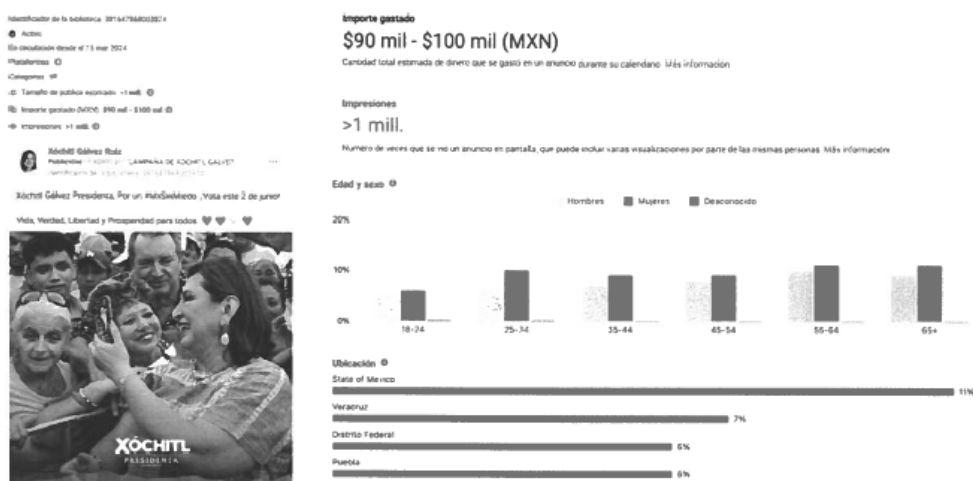 Identificador de la biblioteca
Activo
En circulación desde el 13 mar 2024
Plataformas
Categorías
Tamaño de público estimado: >1 mill.
Importe gastado (MXN): $90 mil - $100 mil
Impresiones: >1 mill.
Xóchitl Gálvez Ruiz
CAMPAÑA DE XOCHITL GALVEZ
Xóchitl Gálvez Presidenta, Por un #MxSinMiedo ¡Vota este 2 de junio!
Vida, Verdad, Libertad y Prosperidad para todos
XÓCHITL
PRESIDENTA
Importe gastado
$90 mil - $100 mil (MXN)
Cantidad total estimada de dinero que se gastó en un anuncio durante su calendario. Más información
Impresiones
>1 mill.
Número de veces que se vio un anuncio en pantalla, que puede incluir varias visualizaciones por parte de las mismas personas. Más información
Edad y sexo
Hombres Mujeres Desconocido
20%
10%
0%
18-24 25-34 35-44 45-54 55-64 65+
Ubicación
State of Mexico
11%
Veracruz
7%
Distrito Federal
6%
Puebla
6%